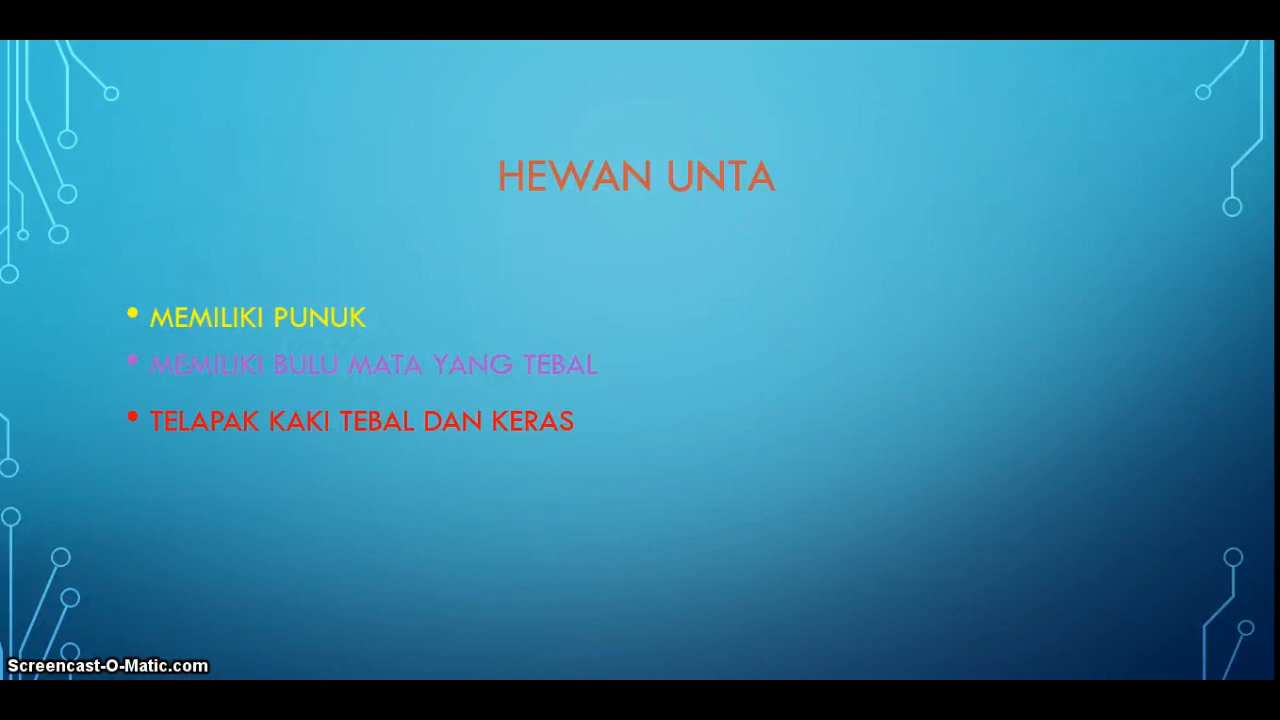 HEWAN UNTA
• MEMILIKI PUNUK
• MEMILIKI BULU MATA YANG TEBAL
• TELAPAK KAKI TEBAL DAN KERAS
Screencast-O-Matic.com